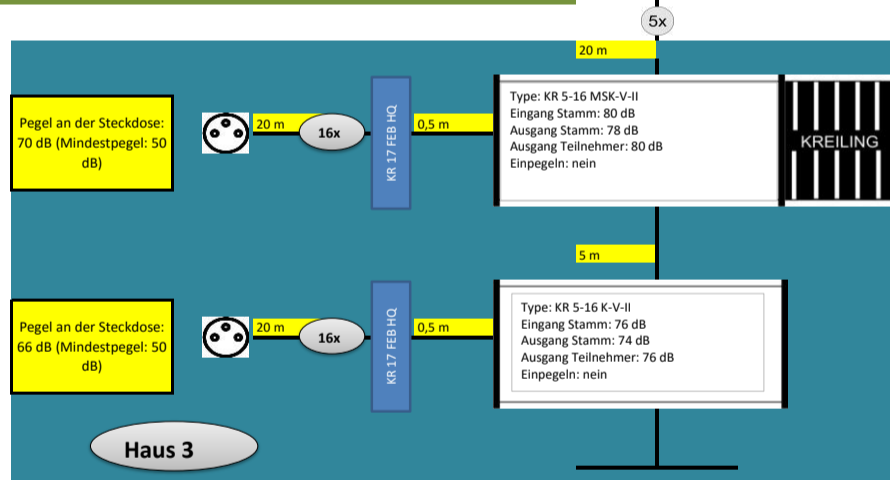 5x
20 m
Pegel an der Steckdose:
70 dB (Mindestpegel: 50
dB)
20 m
16x
KR 17 FEB HQ
0,5 m
Type: KR 5-16 MSK-V-II
Eingang Stamm: 80 dB
Ausgang Stamm: 78 dB
Ausgang Teilnehmer: 80 dB
Einpegeln: nein
KREILING
5 m
Pegel an der Steckdose:
66 dB (Mindestpegel: 50
dB)
20 m
16x
KR 17 FEB HQ
0,5 m
Type: KR 5-16 K-V-II
Eingang Stamm: 76 dB
Ausgang Stamm: 74 dB
Ausgang Teilnehmer: 76 dB
Einpegeln: nein
Haus 3